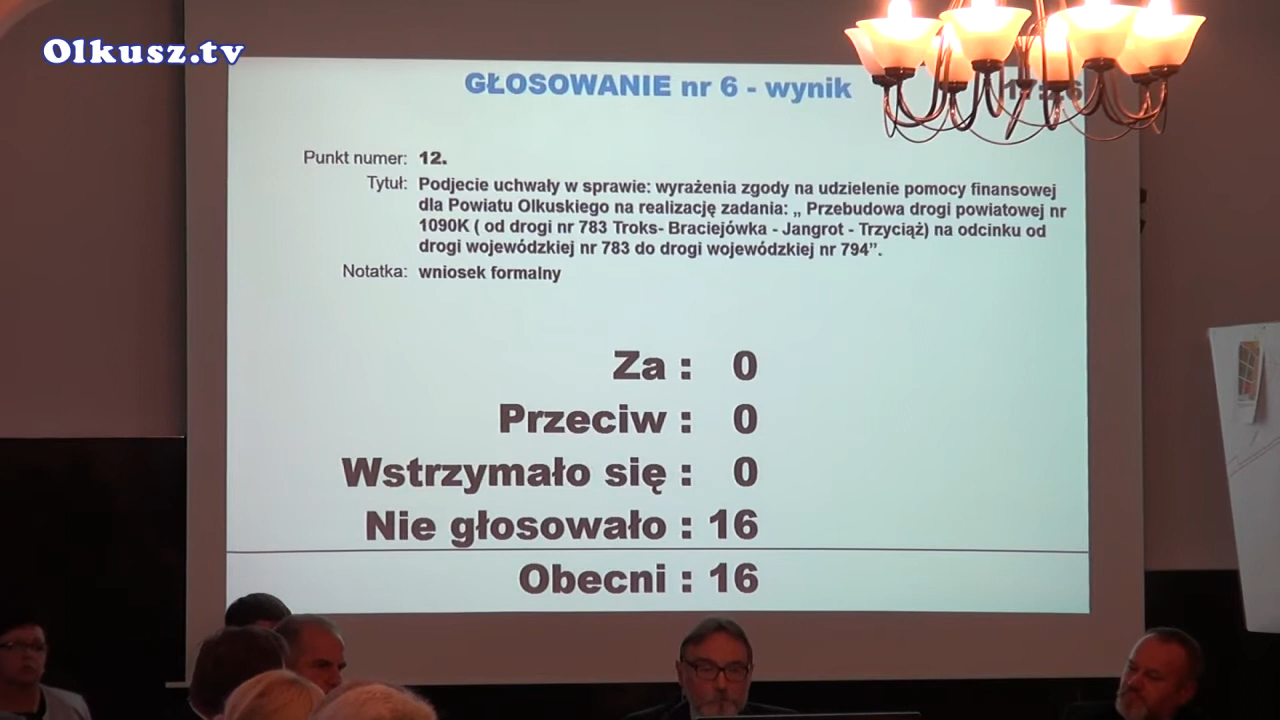 Olkusz.tv
GŁOSOWANIE nr 6 - wynik
Punkt numer: 12.
Tytuł: Podjecie uchwały w sprawie: wyrażenia zgody na udzielenie pomocy finansowej
dla Powiatu Olkuskiego na realizację zadania: „ Przebudowa drogi powiatowej nr
1090K ( od drogi nr 783 Troks- Braciejówka - Jangrot - Trzyciąż) na odcinku od
drogi wojewódzkiej nr 783 do drogi wojewódzkiej nr 794”.
Notatka: wniosek formalny
Za : 0
Przeciw : 0
Wstrzymało się : 0
Nie głosowało : 16
Obecni : 16